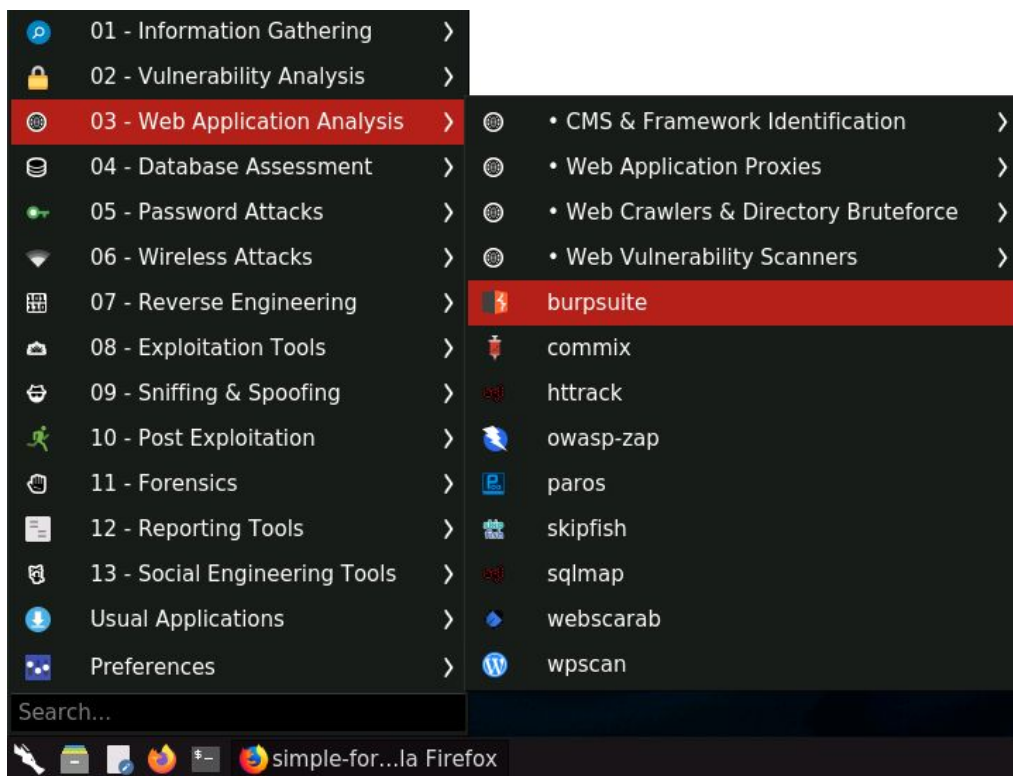 01 - Information Gathering
02 - Vulnerability Analysis
03 - Web Application Analysis
04 - Database Assessment
05 - Password Attacks
06 - Wireless Attacks
07 - Reverse Engineering
08 - Exploitation Tools
09 - Sniffing & Spoofing
10 - Post Exploitation
11 - Forensics
12 - Reporting Tools
13 - Social Engineering Tools
Usual Applications
Preferences
Search...
• CMS & Framework Identification
• Web Application Proxies
• Web Crawlers & Directory Bruteforce
• Web Vulnerability Scanners
burpsuite
commix
httrack
owasp-zap
paros
skipfish
sqlmap
webscarab
wpscan
simple-for...la Firefox